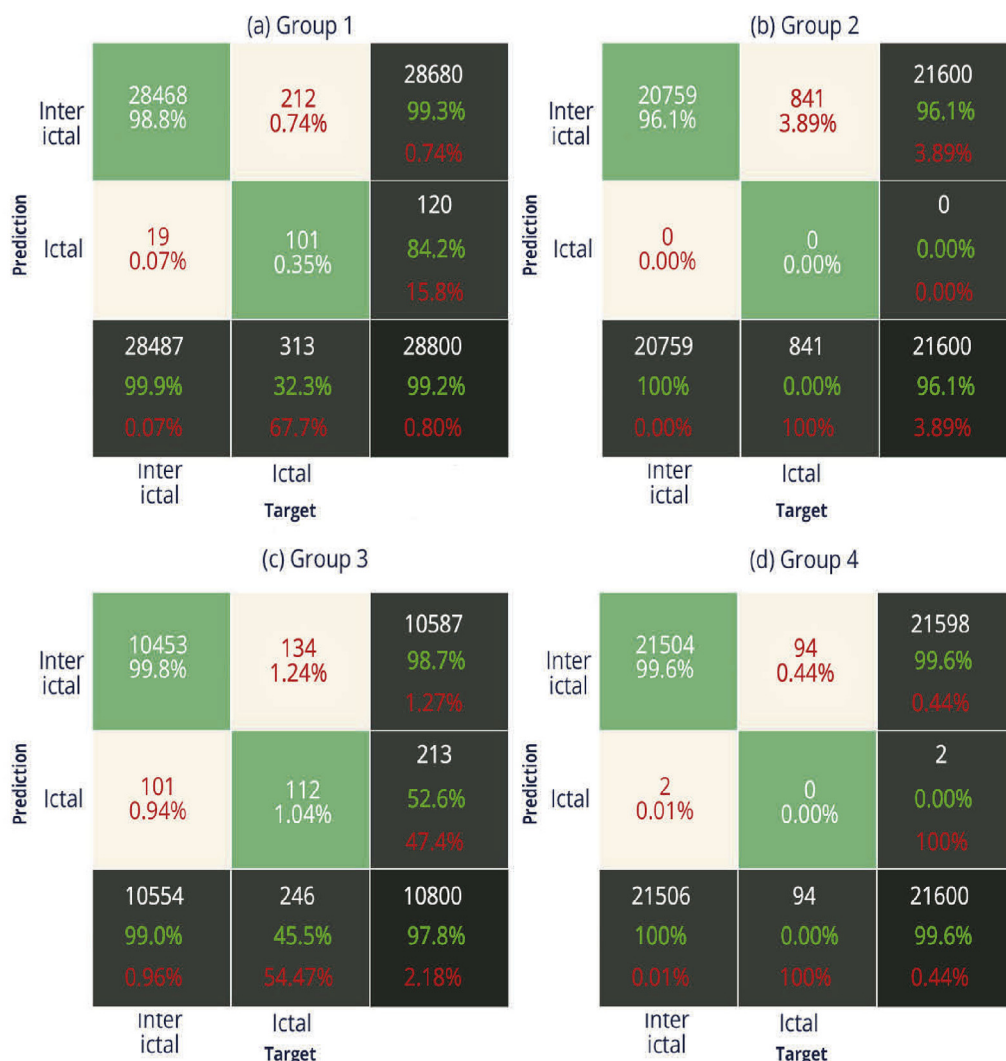 (a) Group 1
Inter
ictal
28468
98.8%
212
0.74%
28680
99.3%
0.74%
Prediction
Ictal
19
0.07%
101
0.35%
120
84.2%
15.8%
28487
99.9%
0.07%
313
32.3%
67.7%
28800
99.2%
0.80%
Inter
ictal
Ictal
Target
(b) Group 2
Inter
ictal
20759
96.1%
841
3.89%
21600
96.1%
3.89%
Prediction
Ictal
0
0.00%
0
0.00%
0
0.00%
0.00%
20759
100%
0.00%
841
0.00%
100%
21600
96.1%
3.89%
Inter
ictal
Ictal
Target
(c) Group 3
Inter
ictal
10453
99.8%
134
1.24%
10587
98.7%
1.27%
Prediction
Ictal
101
0.94%
112
1.04%
213
52.6%
47.4%
10554
99.0%
0.96%
246
45.5%
54.47%
10800
97.8%
2.18%
Inter
ictal
Ictal
Target
(d) Group 4
Inter
ictal
21504
99.6%
94
0.44%
21598
99.6%
0.44%
Prediction
Ictal
2
0.01%
0
0.00%
2
0.00%
100%
21506
100%
0.01%
94
0.00%
100%
21600
99.6%
0.44%
Inter
ictal
Ictal
Target